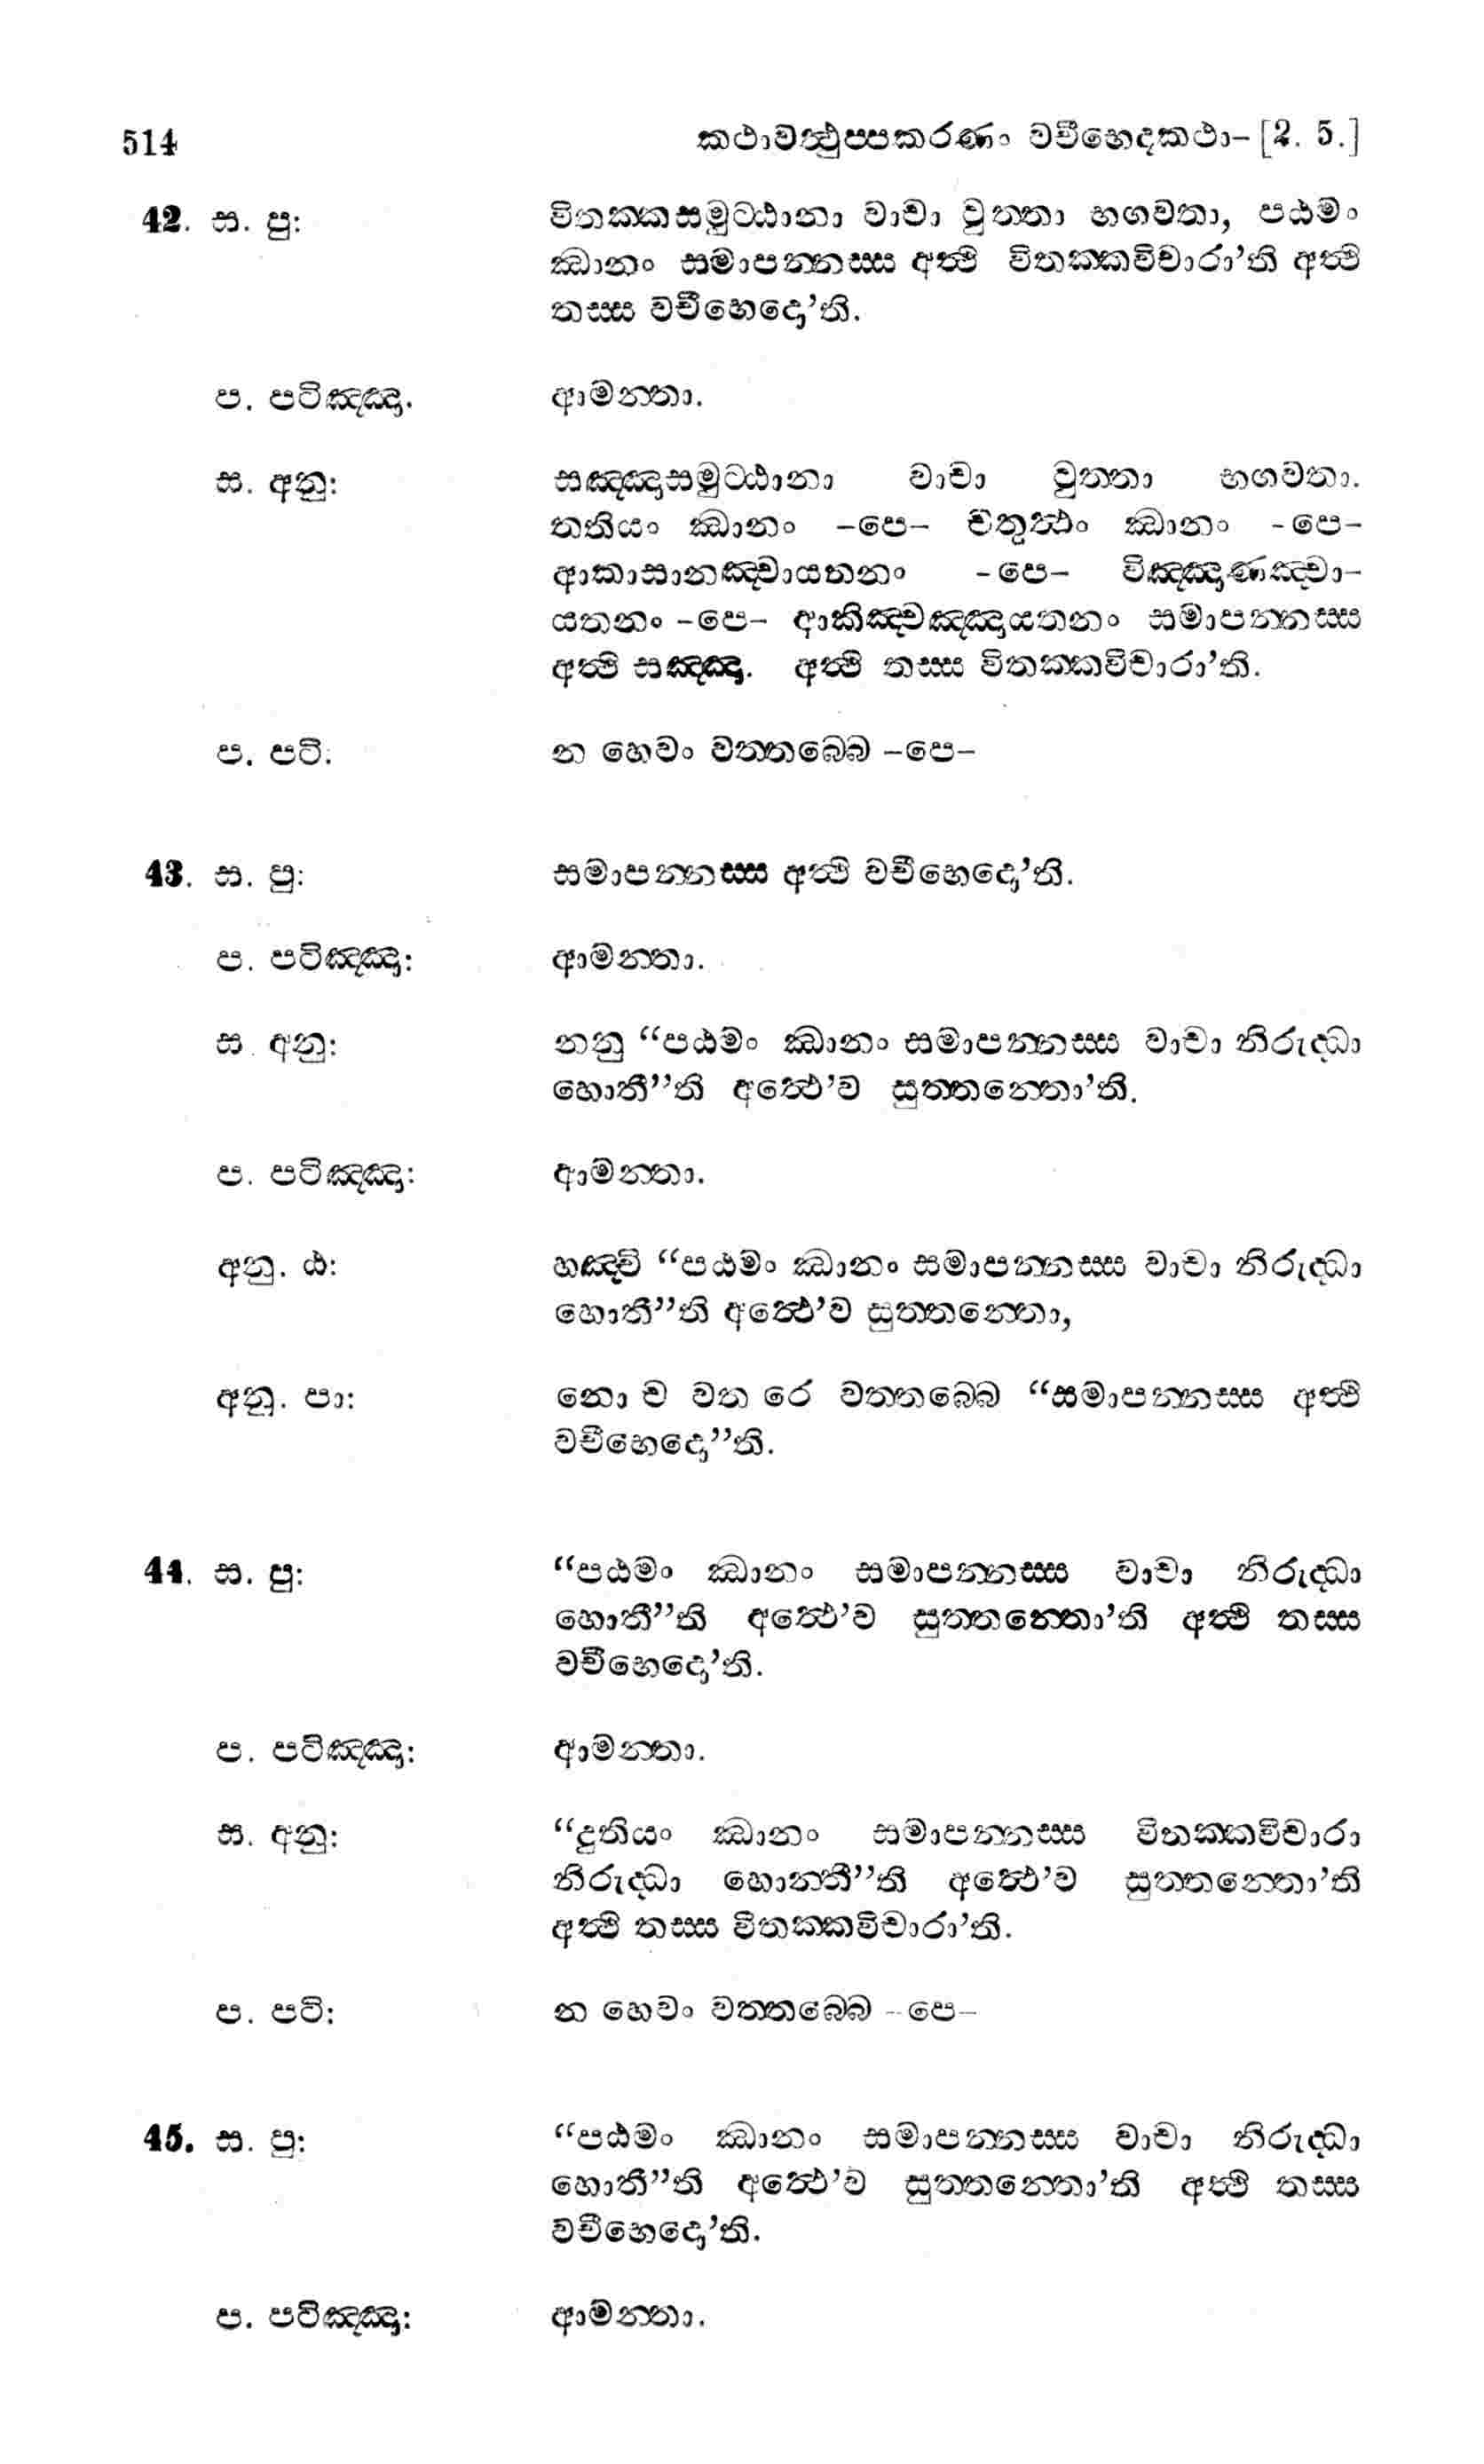 514 කථාවත්‍ථුප්පකරණං වචීභෙදකථා– [2. 5.]
42. ස. පු: විතක්කසමුට්ඨානා වාචා වුත්තා භගවතා, පඨමං
ඣානං සමාපන්නස්ස අත්‍ථි විතක්කවිචාරා’ති අත්‍ථි
තස්ස වචීභෙදො’ති.
ප. පටිඤ්ඤා. ආමන්තා.
ස. අනු: සඤ්ඤාසමුට්ඨානා වාචා වුත්තා භගවතා.
තතියං ඣානං –පෙ– චතුත්‍ථං ඣානං –පෙ–
ආකාසානඤ්චායතනං –පෙ– විඤ්ඤාණඤ්චා–
යතනං –පෙ– ආකිඤ්චඤ්ඤායතනං සමාපන්නස්ස
අත්‍ථි සඤ්ඤා. අත්‍ථි තස්ස විතක්කවිචාරා’ති.
ප. පටි: න හෙවං වත්තබ්බෙ –පෙ–
43. ස. පු: සමාපන්නස්ස අත්‍ථි වචීභෙදො’ති.
ප. පටිඤ්ඤා: ආමන්තා.
ස. අනු: නනු “පඨමං ඣානං සමාපන්නස්ස වාචා නිරුද්ධා
හොතී”ති අත්‍ථෙ’ව සුත්තන්තො’ති.
ප. පටිඤ්ඤා: ආමන්තා.
අනු. ඨ: හඤ්චි “පඨමං ඣානං සමාපන්නස්ස වාචා නිරුද්ධා
හොතී”ති අත්‍ථෙ’ව සුත්තන්තො,
අනු. පා: නො ච වත රෙ වත්තබ්බෙ “සමාපන්නස්ස අත්‍ථි
වචීභෙදො”ති.
44. ස. පු: “පඨමං ඣානං සමාපන්නස්ස වාචා නිරුද්ධා
හොතී”ති අත්‍ථෙ’ව සුත්තන්තො’ති අත්‍ථි තස්ස
වචීභෙදො’ති.
ප. පටිඤ්ඤා: ආමන්තා.
ස. අනු: “දුතියං ඣානං සමාපන්නස්ස විතක්කවිචාරා
නිරුද්ධා හොන්තී”ති අත්‍ථෙ’ව සුත්තන්තො’ති
අත්‍ථි තස්ස විතක්කවිචාරා’ති.
ප. පටි: න හෙවං වත්තබ්බෙ –පෙ–
45. ස. පු: “පඨමං ඣානං සමාපන්නස්ස වාචා නිරුද්ධා
හොතී”ති අත්‍ථෙ’ව සුත්තන්තො’ති අත්‍ථි තස්ස
වචීභෙදො’ති.
ප. පටිඤ්ඤා: ආමන්තා.